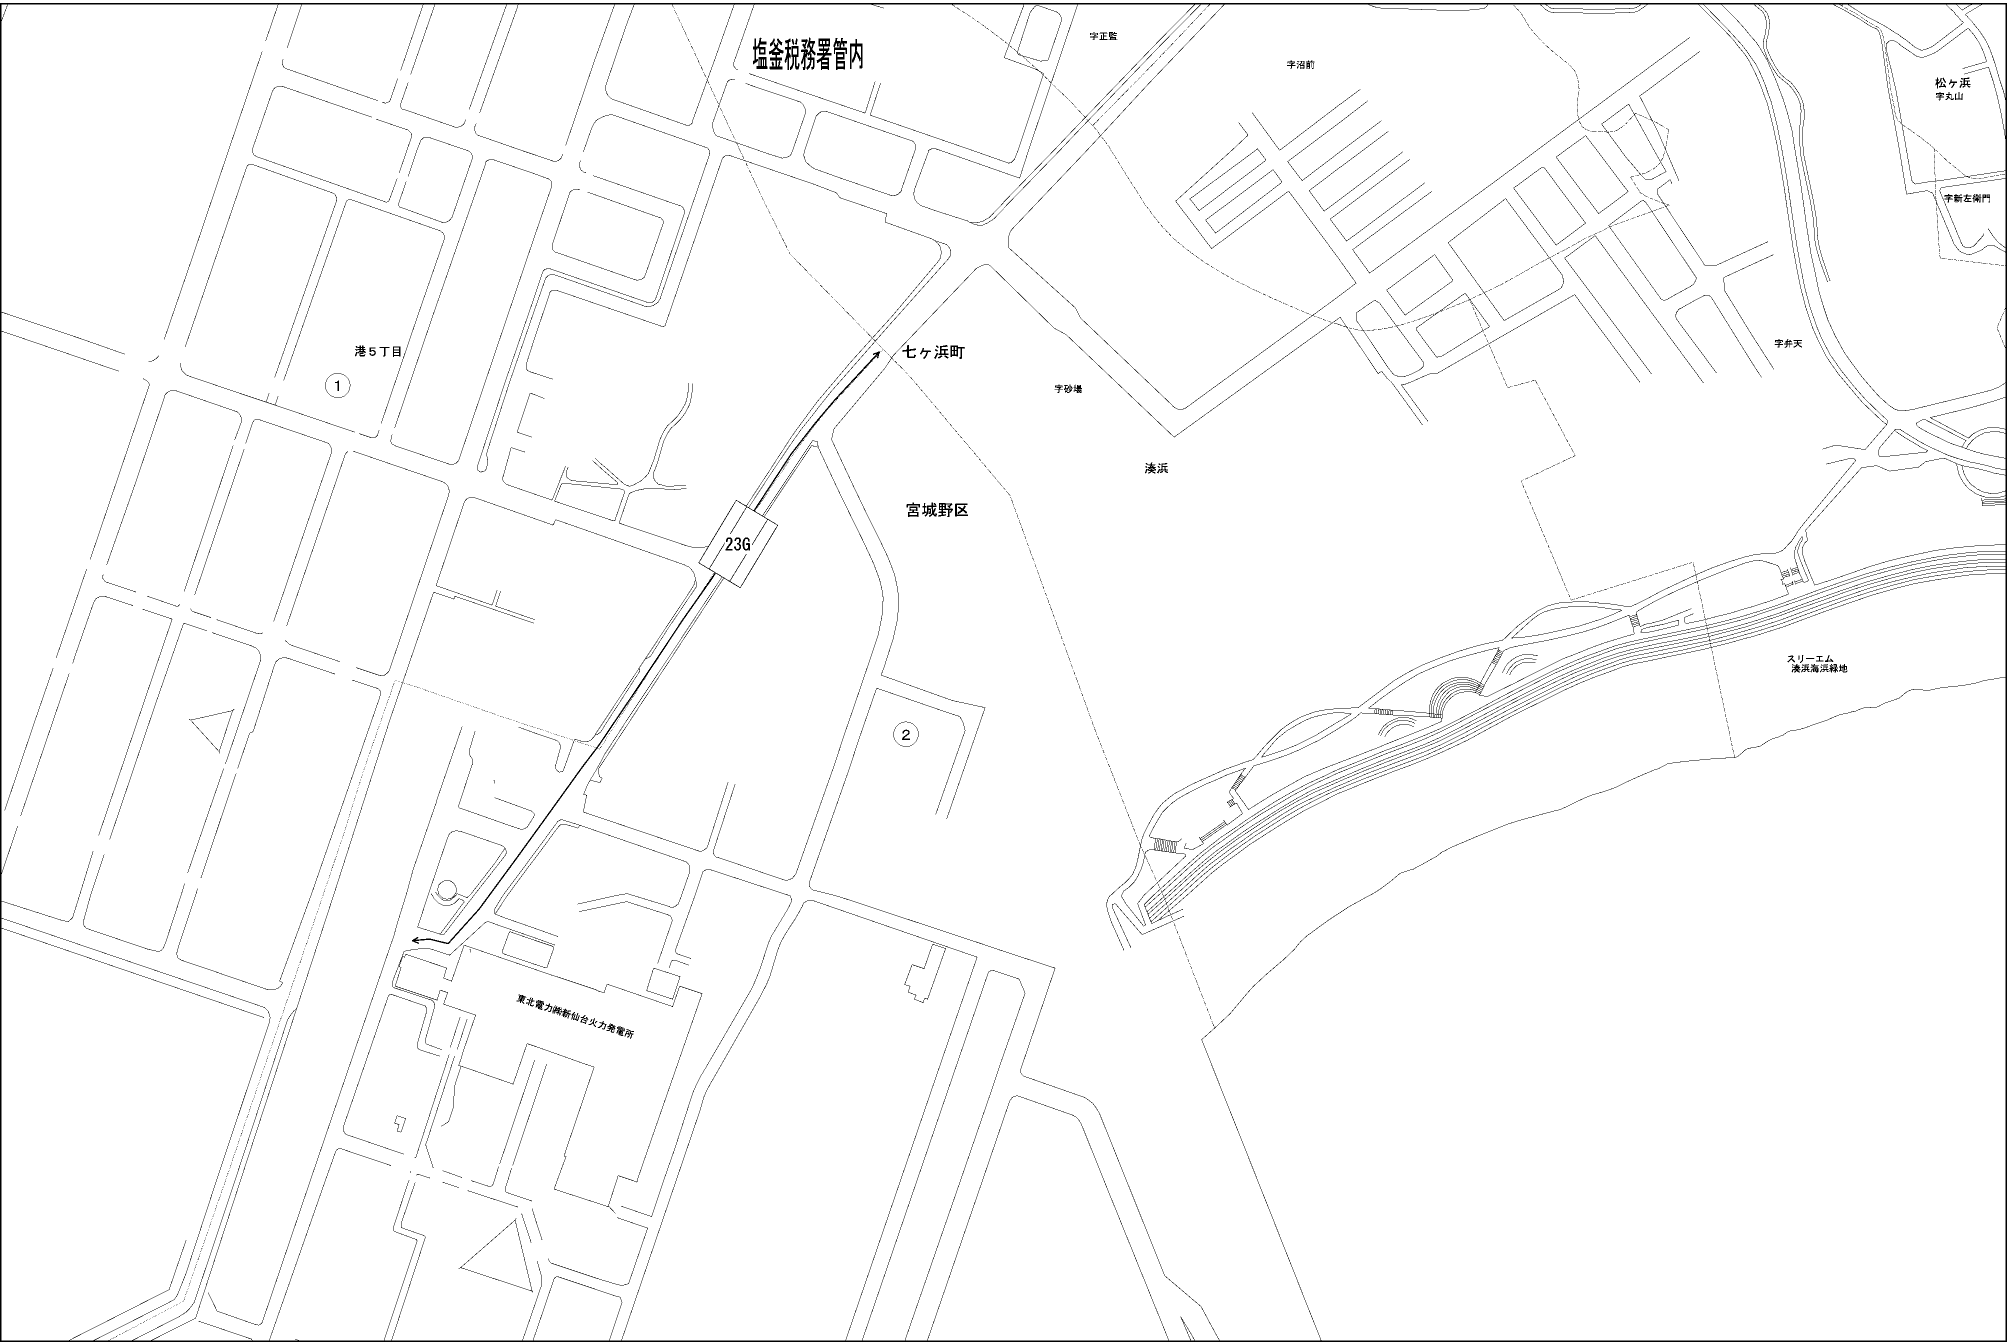 字正監
塩釜税務署管内
字沼前
松ヶ浜
字丸山
字新左衛門
港5丁目
1
七ヶ浜町
字弁天
字砂場
湊浜
宮城野区
23G
スリーエム
湊浜海浜緑地
2
東北電力㈱新仙台火力発電所